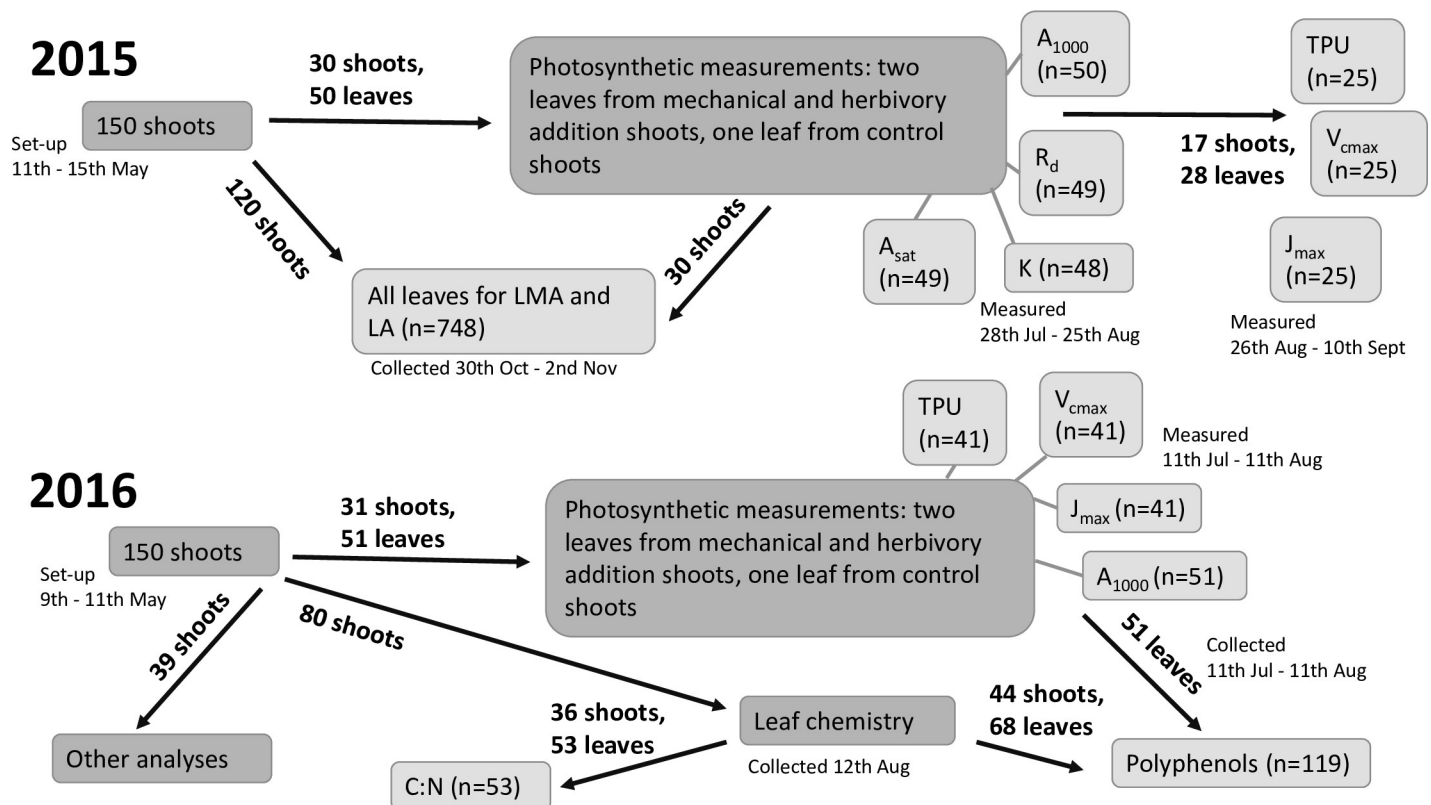 2015
150 shoots
Set-up
11th - 15th May
30 shoots,
50 leaves
120 shoots
Photosynthetic measurements: two
leaves from mechanical and herbivory
addition shoots, one leaf from control
shoots
30 shoots
All leaves for LMA and
LA (n=748)
Collected 30th Oct - 2nd Nov
A1000
(n=50)
Rd
(n=49)
Asat
(n=49)
K (n=48)
Measured
28th Jul - 25th Aug
17 shoots,
28 leaves
TPU
(n=25)
Vcmax
(n=25)
Jmax
(n=25)
Measured
26th Aug - 10th Sept
2016
150 shoots
Set-up
9th - 11th May
31 shoots,
51 leaves
39 shoots
80 shoots
Other analyses
Photosynthetic measurements: two
leaves from mechanical and herbivory
addition shoots, one leaf from control
shoots
TPU
(n=41)
Vcmax
(n=41)
Measured
11th Jul - 11th Aug
Jmax (n=41)
A1000 (n=51)
51 leaves
Collected
11th Jul - 11th Aug
Leaf chemistry
Collected 12th Aug
36 shoots,
53 leaves
C:N (n=53)
44 shoots,
68 leaves
Polyphenols (n=119)